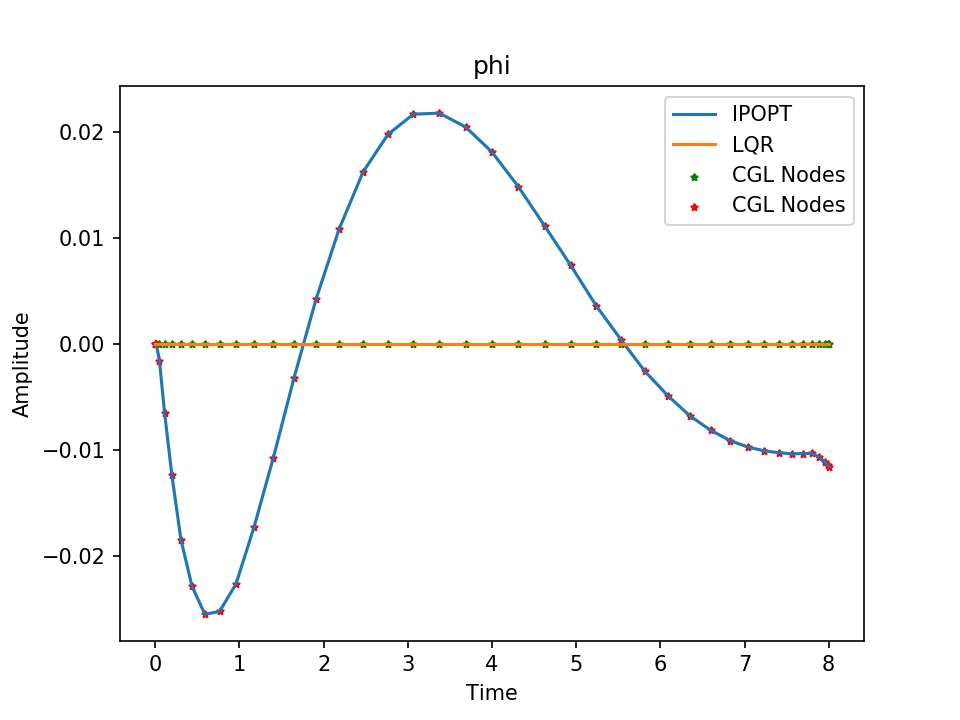 phi
IPOPT
LQR
CGL Nodes
CGL Nodes
0.02
0.01
0.00
−0.01
−0.02
Amplitude
0 1 2 3 4 5 6 7 8
Time